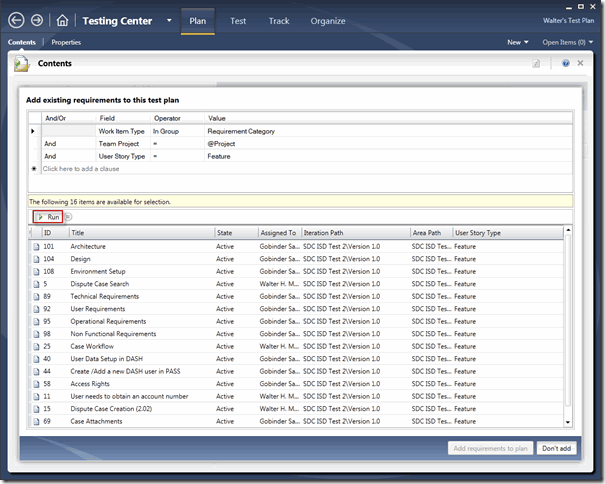 Testing Center Plan Test Track Organize Walter's Test Plan
Contents Properties New Open Items (0)
Contents
Add existing requirements to this test plan
And/Or Field Operator Value
Work Item Type In Group Requirement Category
And Team Project = @Project
And User Story Type = Feature
Click here to add a clause
The following 16 items are available for selection.
Run
ID Title State Assigned To Iteration Path Area Path User Story Type
101 Architecture Active Gobinder Sa... SDC ISD Test 2\Version 1.0 SDC ISD Tes... Feature
104 Design Active Gobinder Sa... SDC ISD Test 2\Version 1.0 SDC ISD Tes... Feature
108 Environment Setup Active Gobinder Sa... SDC ISD Test 2\Version 1.0 SDC ISD Tes... Feature
5 Dispute Case Search Active Walter H. M... SDC ISD Test 2\Version 1.0 SDC ISD Tes... Feature
89 Technical Requirements Active Gobinder Sa... SDC ISD Test 2\Version 1.0 SDC ISD Tes... Feature
92 User Requirements Active Gobinder Sa... SDC ISD Test 2\Version 1.0 SDC ISD Tes... Feature
95 Operational Requirements Active Gobinder Sa... SDC ISD Test 2\Version 1.0 SDC ISD Tes... Feature
98 Non Functional Requirements Active Gobinder Sa... SDC ISD Test 2\Version 1.0 SDC ISD Tes... Feature
25 Case Workflow Active Walter H. M... SDC ISD Test 2\Version 1.0 SDC ISD Tes... Feature
40 User Data Setup in DASH Active Gobinder Sa... SDC ISD Test 2\Version 1.0 SDC ISD Tes... Feature
44 Create /Add a new DASH user in PASS Active Gobinder Sa... SDC ISD Test 2\Version 1.0 SDC ISD Tes... Feature
58 Access Rights Active Gobinder Sa... SDC ISD Test 2\Version 1.0 SDC ISD Tes... Feature
11 User needs to obtain an account number Active Walter H. M... SDC ISD Test 2\Version 1.0 SDC ISD Tes... Feature
15 Dispute Case Creation (2.02) Active Walter H. M... SDC ISD Test 2\Version 1.0 SDC ISD Tes... Feature
69 Case Attachments Active Gobinder Sa... SDC ISD Test 2\Version 1.0 SDC ISD Tes... Feature
Add requirements to plan Don't add